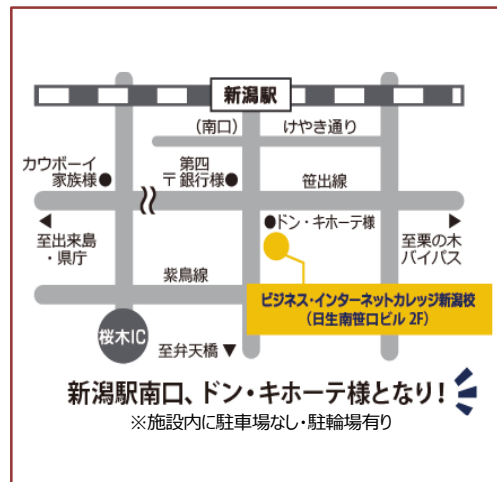 新潟駅
(南口)
けやき通り
カウボーイ
家族様●
第四
〒銀行様●
笹出線
◀
至出来島
・県庁
●ドン・キホーテ様
▶
至栗の木
バイパス
紫鳥線
ビジネス・インターネットカレッジ新潟校
(日生南笹口ビル 2F)
桜木IC
至弁天橋▼
新潟駅南口、ドン・キホーテ様となり!
※施設内に駐車場なし・駐輪場有り